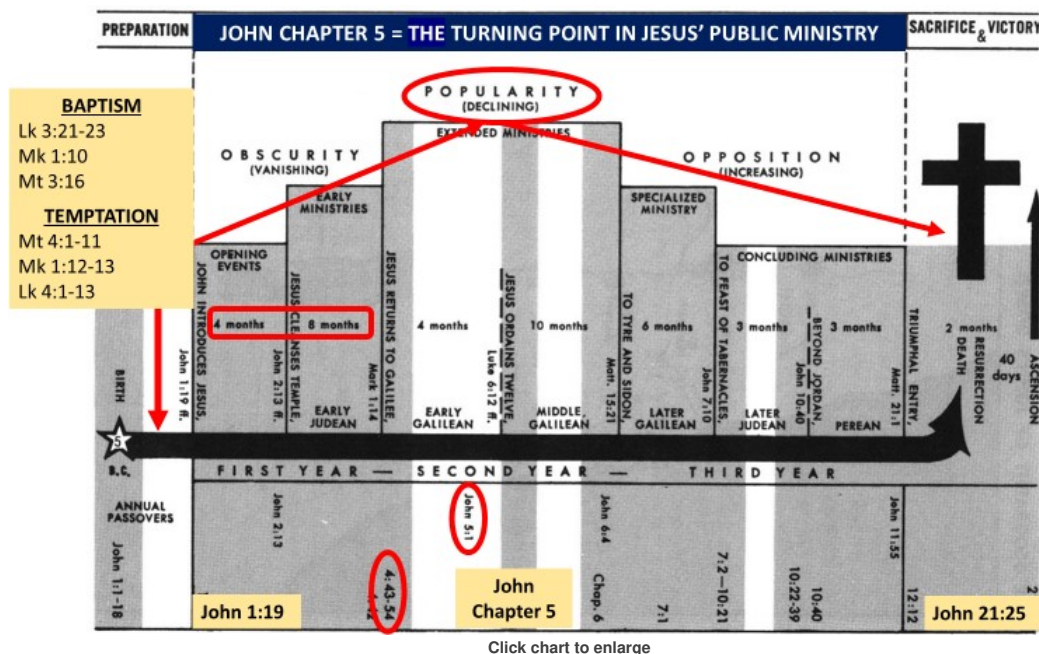 PREPARATION
JOHN CHAPTER 5 = THE TURNING POINT IN JESUS' PUBLIC MINISTRY
SACRIFICE & VICTORY
POPULARITY
(DECLINING)
EXTENDED MINISTRIES
BAPTISM
Lk 3:21-23
Mk 1:10
Mt 3:16
TEMPTATION
Mt 4:1-11
Mk 1:12-13
Lk 4:1-13
OBSCURITY
(VANISHING)
OPPOSITION
(INCREASING)
EARLY
MINISTRIES
SPECIALIZED
MINISTRY
OPENING
EVENTS
CONCLUDING MINISTRIES
BIRTH
John 1:19 ff.
JOHN INTRODUCES JESUS,
4 months
John 2:13 ff.
JESUS CLEANSES TEMPLE,
8 months
EARLY
JUDEAN
Mark 1:14
JESUS RETURNS TO GALILEE,
4 months
EARLY
GALILEAN
Luke 6:12 ff.
JESUS ORDAINS TWELVE,
10 months
MIDDLE
GALILEAN
Matt. 15:21
TO TYRE AND SIDON,
6 months
LATER
GALILEAN
John 7:10
TO FEAST OF TABERNACLES,
3 months
LATER
JUDEAN
John 10:40
BEYOND JORDAN,
3 months
PEREAN
Matt. 21:1
TRIUMPHAL ENTRY,
2 months
DEATH
RESURRECTION
40
days
ASCENSION
5
B.C.
FIRST YEAR — SECOND YEAR — THIRD YEAR
ANNUAL
PASSOVERS
John 2:13
John 5:1
John 6:4
John 11:55
John 1:1-18
John 1:19
4:43-54
John
Chapter 5
Chap. 6
7:1
7:2—10:21
10:22-39
10:40
12:12
John 21:25
Click chart to enlarge